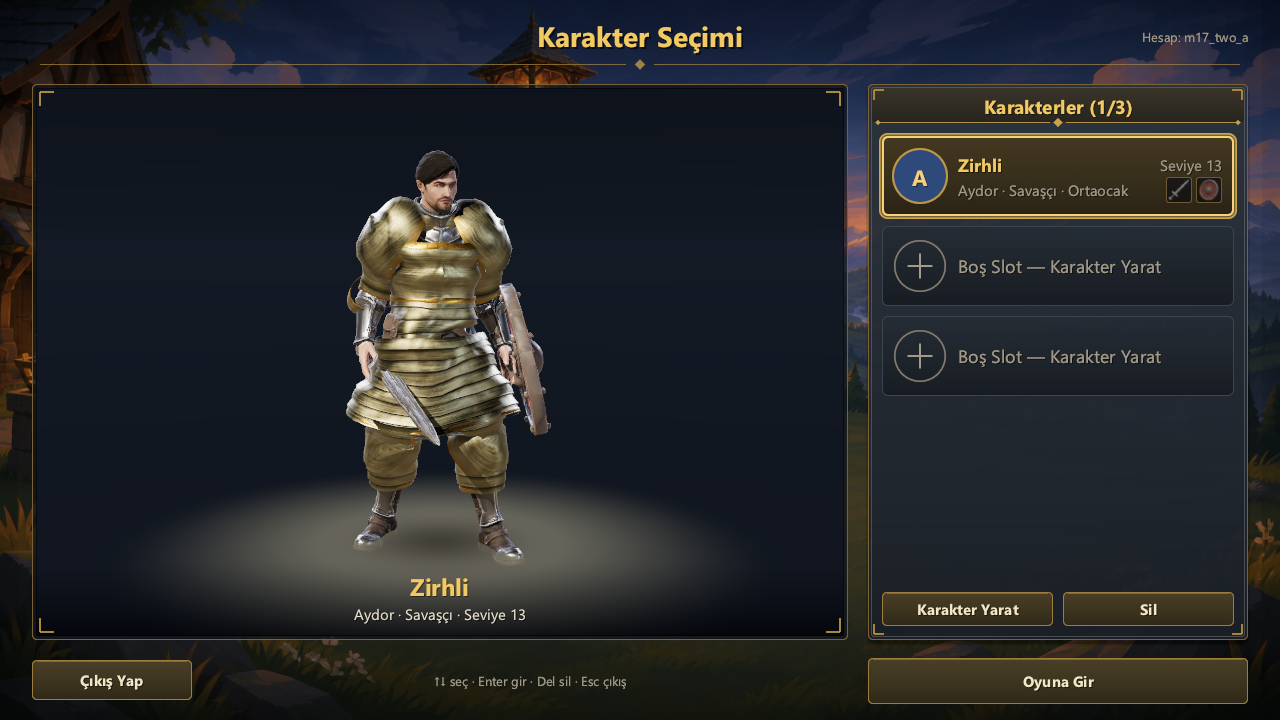 Karakter Seçimi
Hesap: m17_two_a
Zirhli
Aydor · Savaşçı · Seviye 13
Karakterler (1/3)
A
Zirhli
Seviye 13
Aydor · Savaşçı · Ortaocak
Boş Slot — Karakter Yarat
Boş Slot — Karakter Yarat
Karakter Yarat
Sil
Çıkış Yap
↑↓ seç · Enter gir · Del sil · Esc çıkış
Oyuna Gir